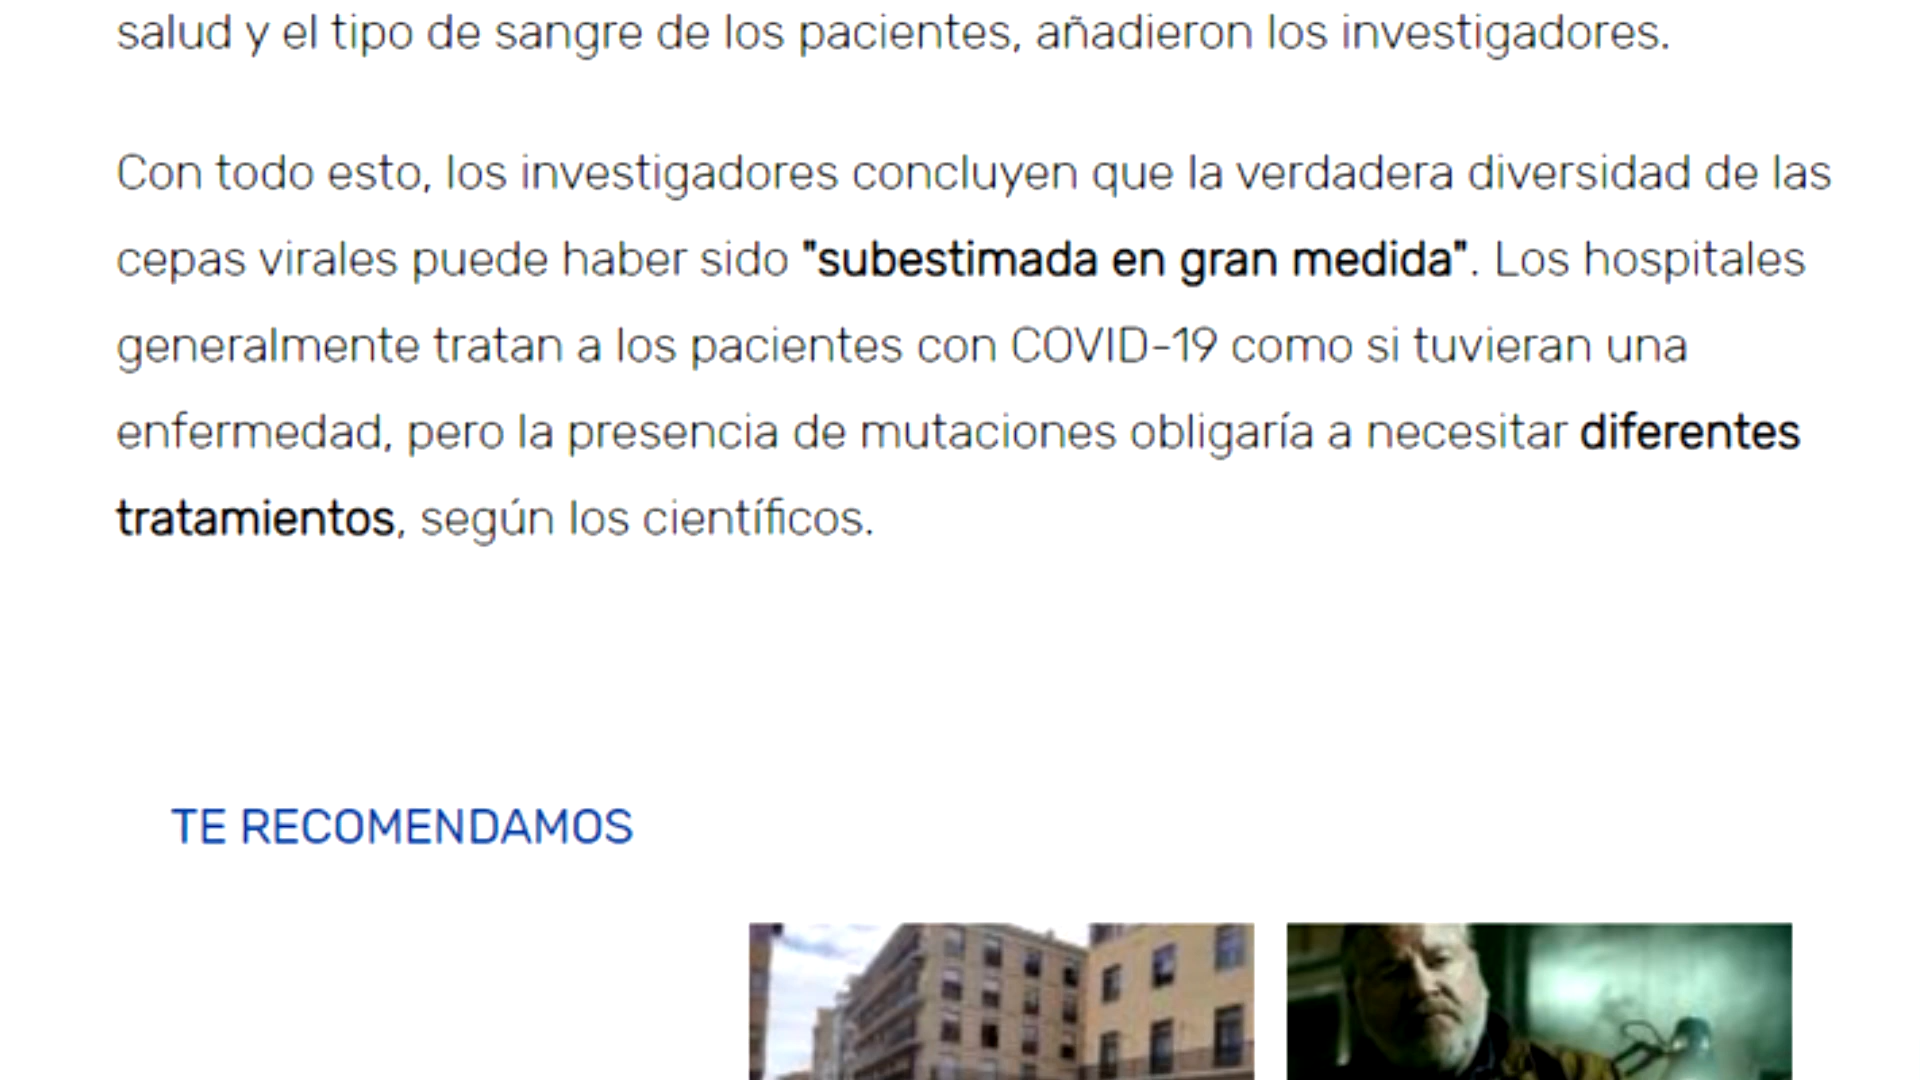 salud y el tipo de sangre de los pacientes, añadieron los investigadores.
Con todo esto, los investigadores concluyen que la verdadera diversidad de las
cepas virales puede haber sido "subestimada en gran medida". Los hospitales
generalmente tratan a los pacientes con COVID-19 como si tuvieran una
enfermedad, pero la presencia de mutaciones obligaría a necesitar diferentes
tratamientos, según los científicos.
TE RECOMENDAMOS